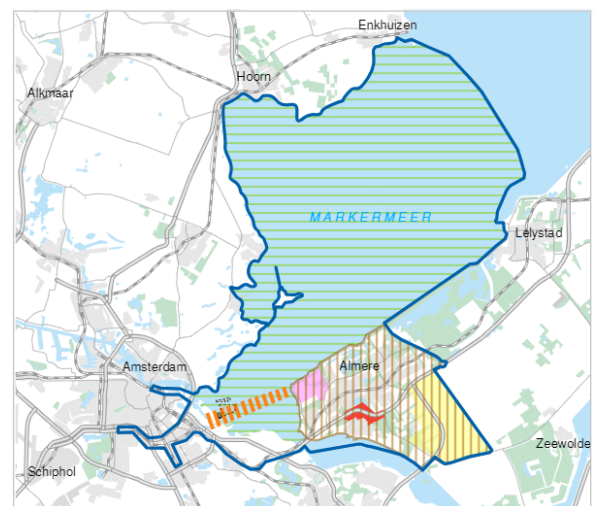 Enkhuizen
Hoorn
Alkmaar
MARKERMEER
Lelystad
Amsterdam
Almere
Zeewolde
Schiphol